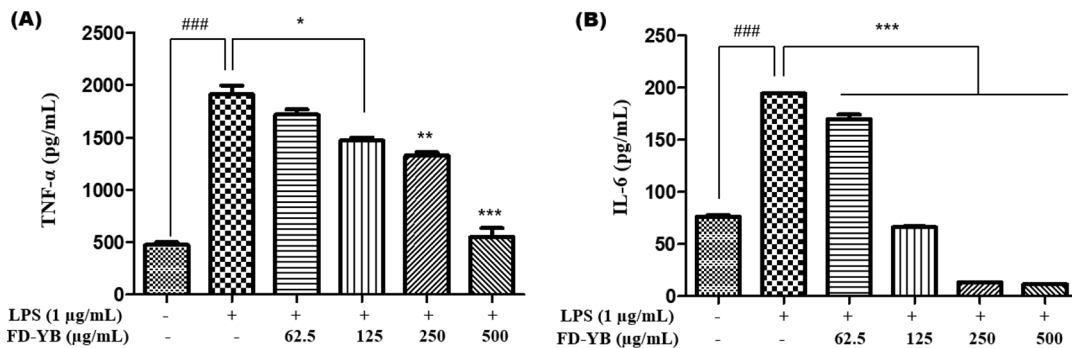 (A)
TNF-α (pg/mL)
2500
2000
1500
1000
500
0
###
*
**
***
LPS (1 µg/mL) - + + + + +
FD-YB (µg/mL) - - 62.5 125 250 500
(B)
IL-6 (pg/mL)
250
200
150
100
50
0
###
***
LPS (1 µg/mL) - + + + + +
FD-YB (µg/mL) - - 62.5 125 250 500